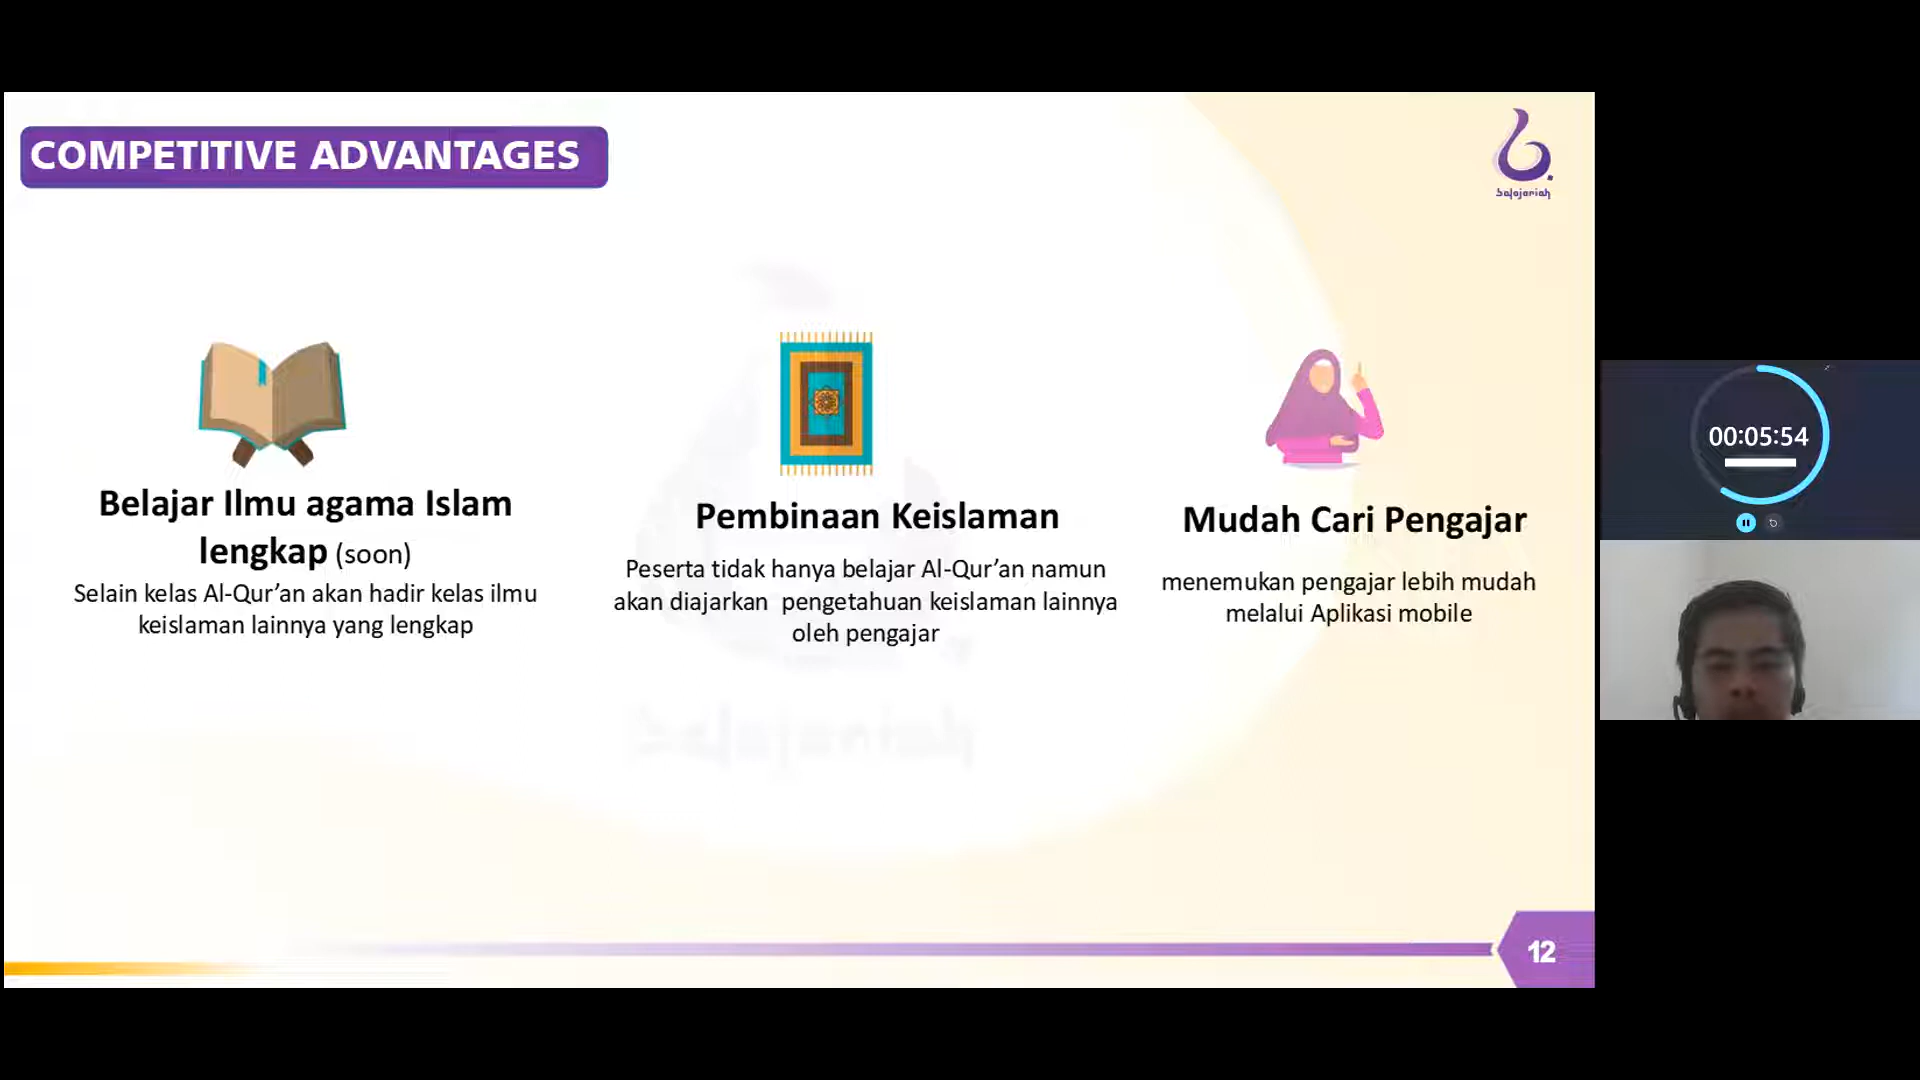 COMPETITIVE ADVANTAGES
belajariah
Belajar Ilmu agama Islam
lengkap (soon)
Selain kelas Al-Qur’an akan hadir kelas ilmu
keislaman lainnya yang lengkap
Pembinaan Keislaman
Peserta tidak hanya belajar Al-Qur’an namun
akan diajarkan  pengetahuan keislaman lainnya
oleh pengajar
Mudah Cari Pengajar
menemukan pengajar lebih mudah
melalui Aplikasi mobile
belajariah
12
00:05:54